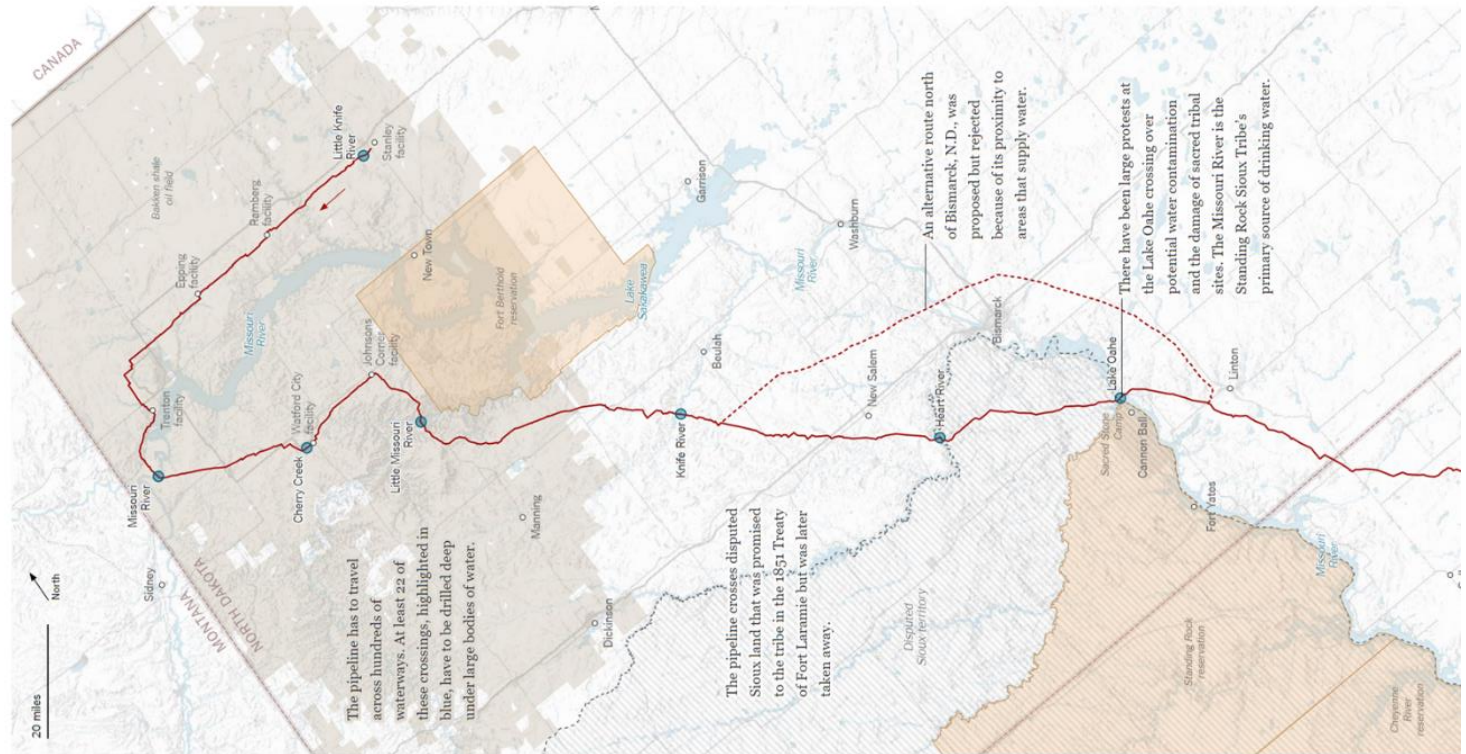 20 miles
North
CANADA
MONTANA
NORTH DAKOTA
Sidney
Missouri
River
Trenton
facility
Epping
facility
Ramberg
facility
Bakken shale
oil field
Little Knife
River
Stanley
facility
Missouri
River
Cherry Creek
Watford City
facility
Johnsons
Corner
facility
New Town
The pipeline has to travel
across hundreds of
waterways. At least 22 of
these crossings, highlighted in
blue, have to be drilled deep
under large bodies of water.
Little Missouri
River
Fort Berthold
reservation
Manning
Dickinson
Lake
Sakakawea
Garrison
Knife River
Beulah
The pipeline crosses disputed
Sioux land that was promised
to the tribe in the 1851 Treaty
of Fort Laramie but was later
taken away.
Missouri
River
Washburn
New Salem
Disputed
Sioux territory
Heart River
An alternative route north
of Bismarck, N.D., was
proposed but rejected
because of its proximity to
areas that supply water.
Bismarck
Sacred Stone
Camp
Lake Oahe
Cannon Ball
There have been large protests at
the Lake Oahe crossing over
potential water contamination
and the damage of sacred tribal
sites. The Missouri River is the
Standing Rock Sioux Tribe's
primary source of drinking water.
Standing Rock
reservation
Fort Yates
Linton
Missouri
River
Cheyenne
River
reservation